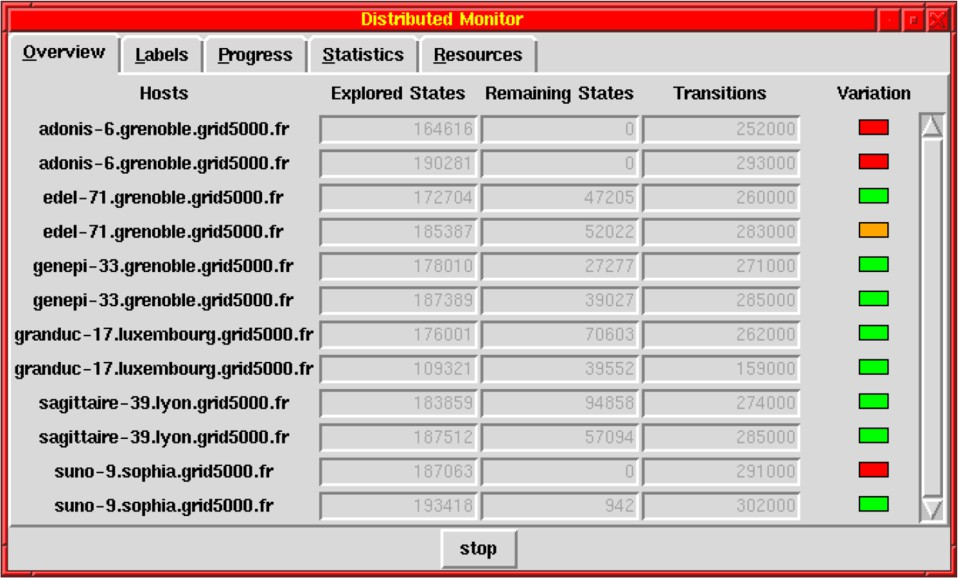 Distributed Monitor
Overview Labels Progress Statistics Resources
Hosts Explored States Remaining States Transitions Variation
adonis-6.grenoble.grid5000.fr 164616 0 252000
adonis-6.grenoble.grid5000.fr 190281 0 293000
edel-71.grenoble.grid5000.fr 172704 47205 260000
edel-71.grenoble.grid5000.fr 185387 52022 283000
genepi-33.grenoble.grid5000.fr 178010 27277 271000
genepi-33.grenoble.grid5000.fr 187389 39027 285000
granduc-17.luxembourg.grid5000.fr 176001 70603 262000
granduc-17.luxembourg.grid5000.fr 109321 39552 159000
sagittaire-39.lyon.grid5000.fr 183859 94858 274000
sagittaire-39.lyon.grid5000.fr 187512 57094 285000
suno-9.sophia.grid5000.fr 187063 0 291000
suno-9.sophia.grid5000.fr 193418 942 302000
stop